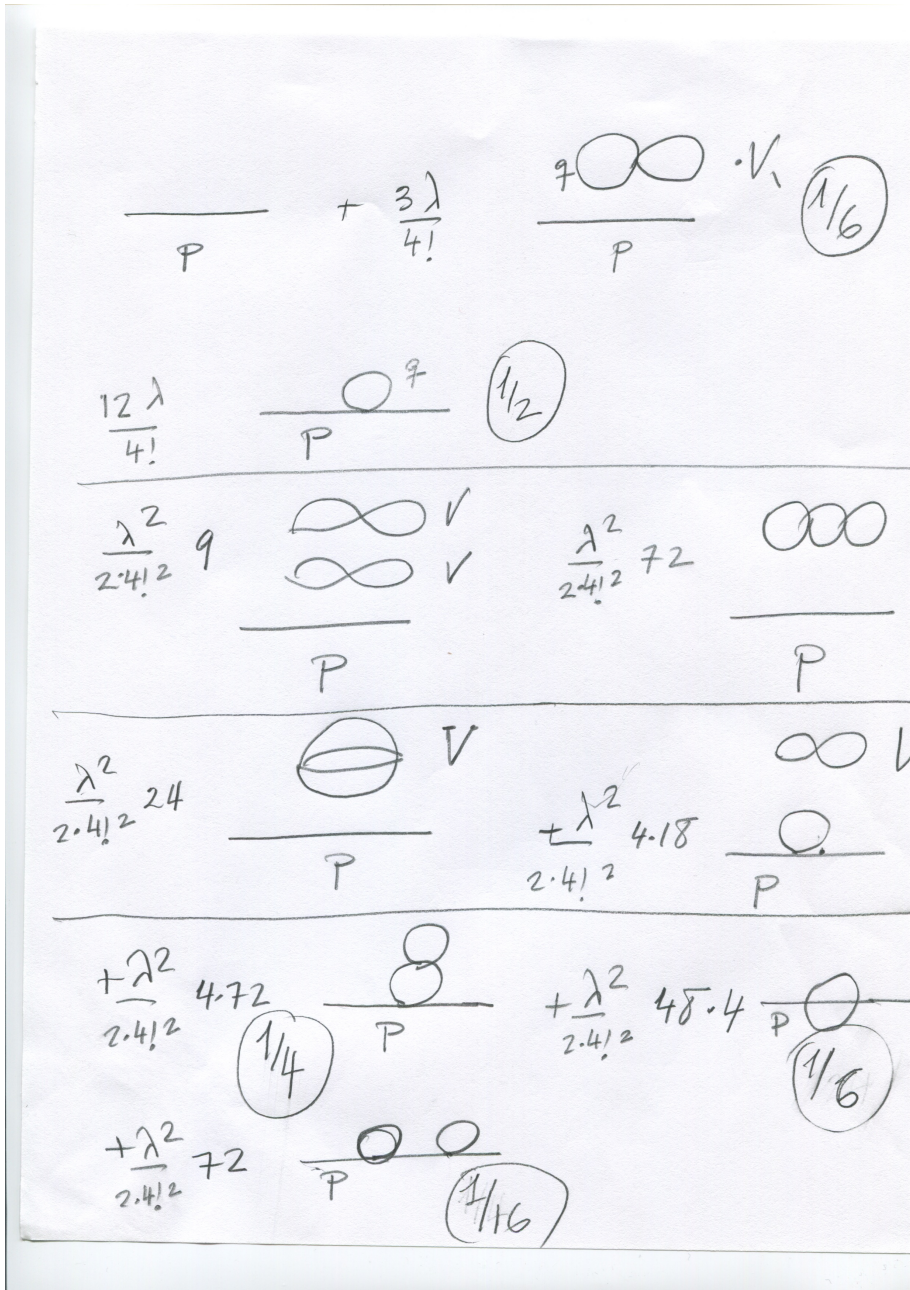 P + 3λ/4! q P ·V 1/6
12λ/4! P q 1/2
λ²/2·4!² 9 V V P λ²/2·4!² 72 P
λ²/2·4!² 24 V P +λ²/2·4!² 4.18 V P
+λ²/2·4!² 4.72 P 1/4 +λ²/2·4!² 48.4 P 1/6
+λ²/2·4!² 72 P 1/16